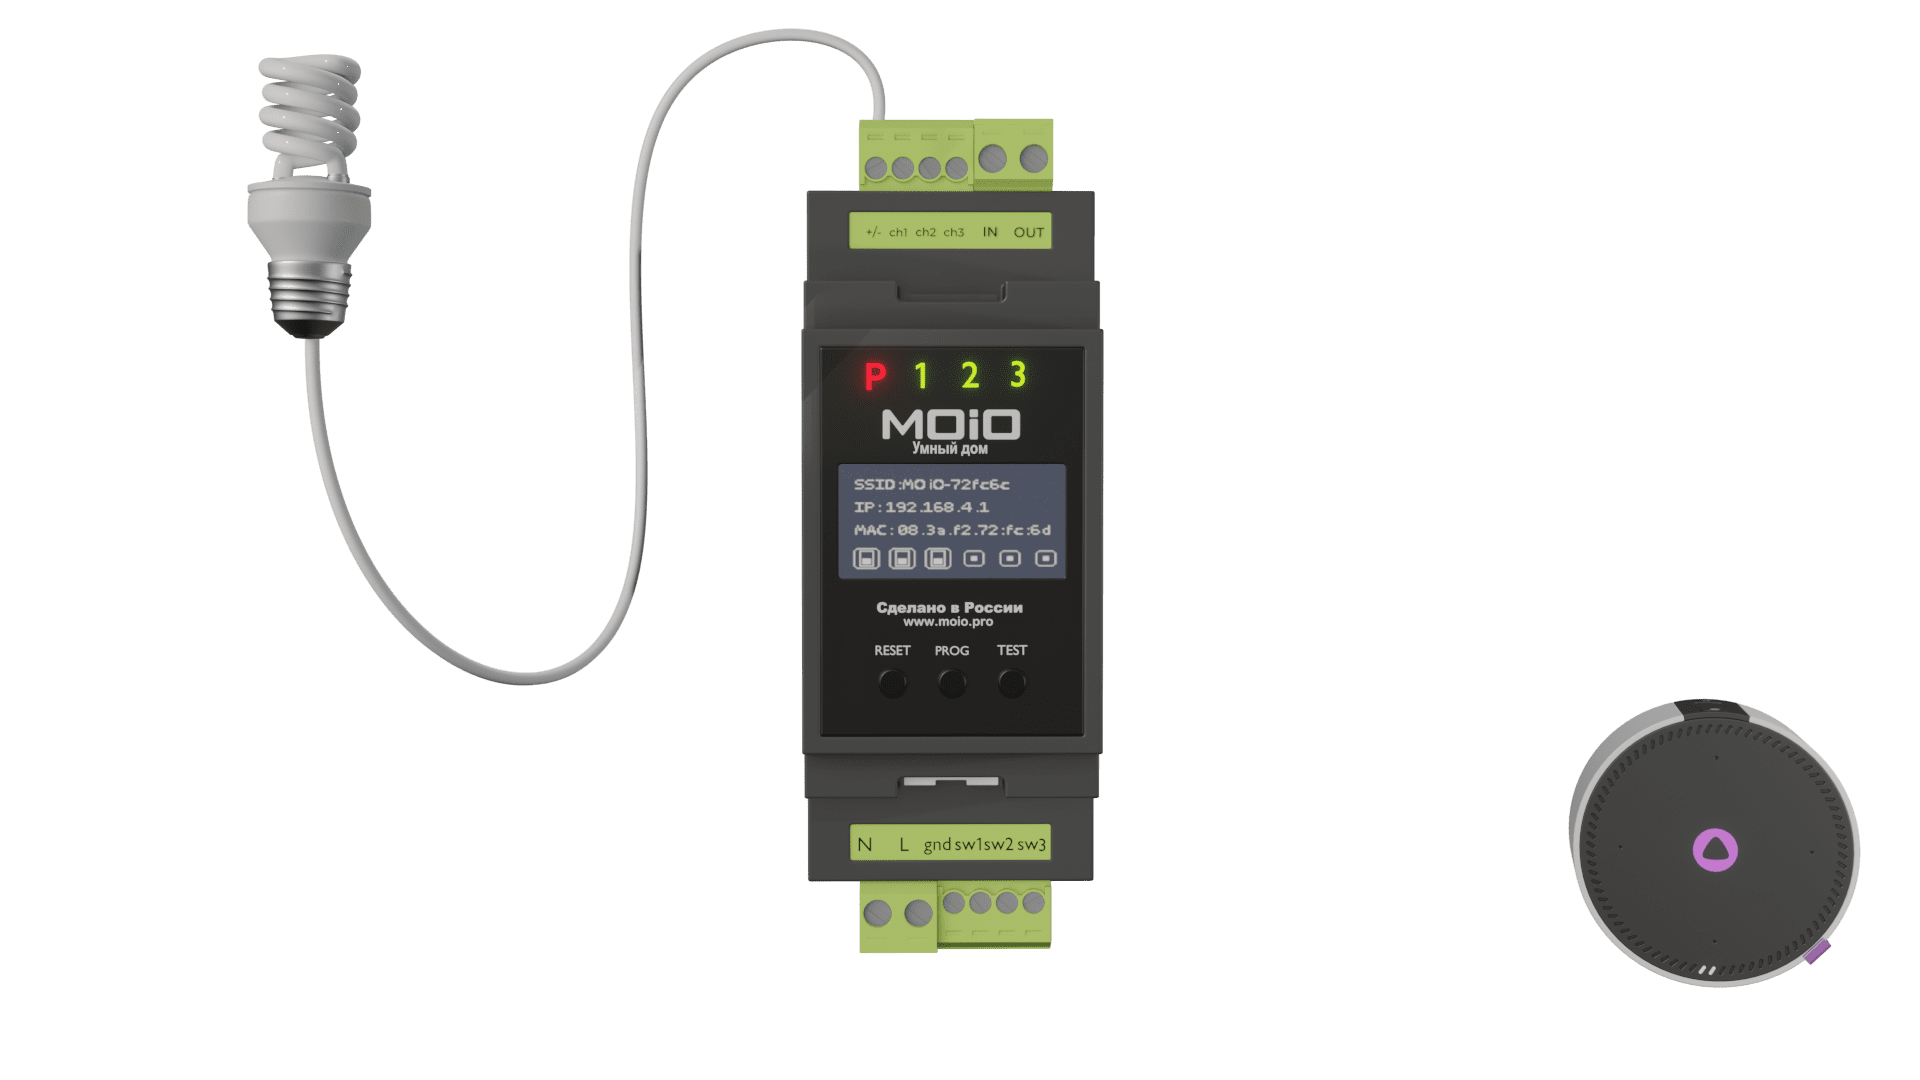 +/- ch1 ch2 ch3 IN OUT
P 1 2 3
MOiO
Умный дом
SSID:MOiO-72fc6c
IP:192.168.4.1
MAC:08.3a.f2.72:fc:6d
Сделано в России
www.moio.pro
RESET PROG TEST
N L gnd sw1 sw2 sw3